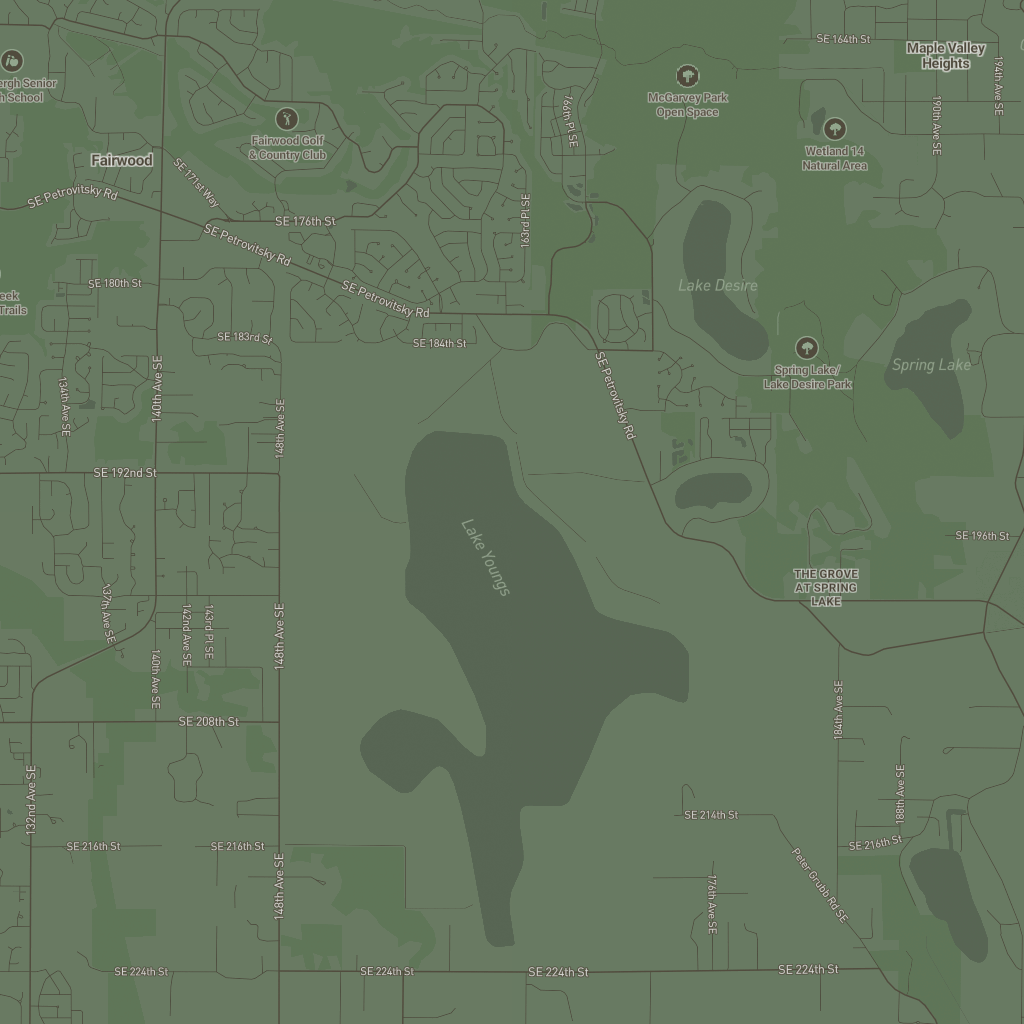 SE 164th St
Maple Valley
Heights
194th Ave SE
ergh Senior
h School
McGarvey Park
Open Space
169th Pl SE
190th Ave SE
Fairwood Golf
& Country Club
Wetland 14
Natural Area
Fairwood
SE 171st Way
SE Petrovitsky Rd
SE 176th St
163rd Pl SE
SE Petrovitsky Rd
SE 180th St
Lake Desire
SE Petrovitsky Rd
eek
Trails
SE 183rd St
SE 184th St
Spring Lake/
Lake Desire Park
Spring Lake
140th Ave SE
134th Ave SE
148th Ave SE
SE Petrovitsky Rd
SE 192nd St
SE 196th St
Lake Youngs
THE GROVE
AT SPRING
LAKE
137th Ave SE
142nd Ave SE
143rd Pl SE
148th Ave SE
140th Ave SE
184th Ave SE
SE 208th St
132nd Ave SE
188th Ave SE
SE 214th St
SE 216th St
SE 216th St
SE 216th St
148th Ave SE
176th Ave SE
Peter Grubb Rd SE
SE 224th St
SE 224th St
SE 224th St
SE 224th St